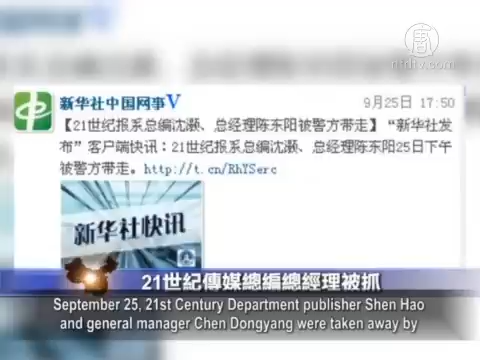 ntdtv.com
新华社中国网事V
9月25日 17:50
【21世纪报系总编沈灏、总经理陈东阳被警方带走】“新华社发
布”客户端快讯：21世纪报系总编沈灏、总经理陈东阳25日下午
被警方带走。http://t.cn/RhYSerc
新华社快讯
21世紀傳媒總編總經理被抓
September 25, 21st Century Department publisher Shen Hao
and general manager Chen Dongyang were taken away by